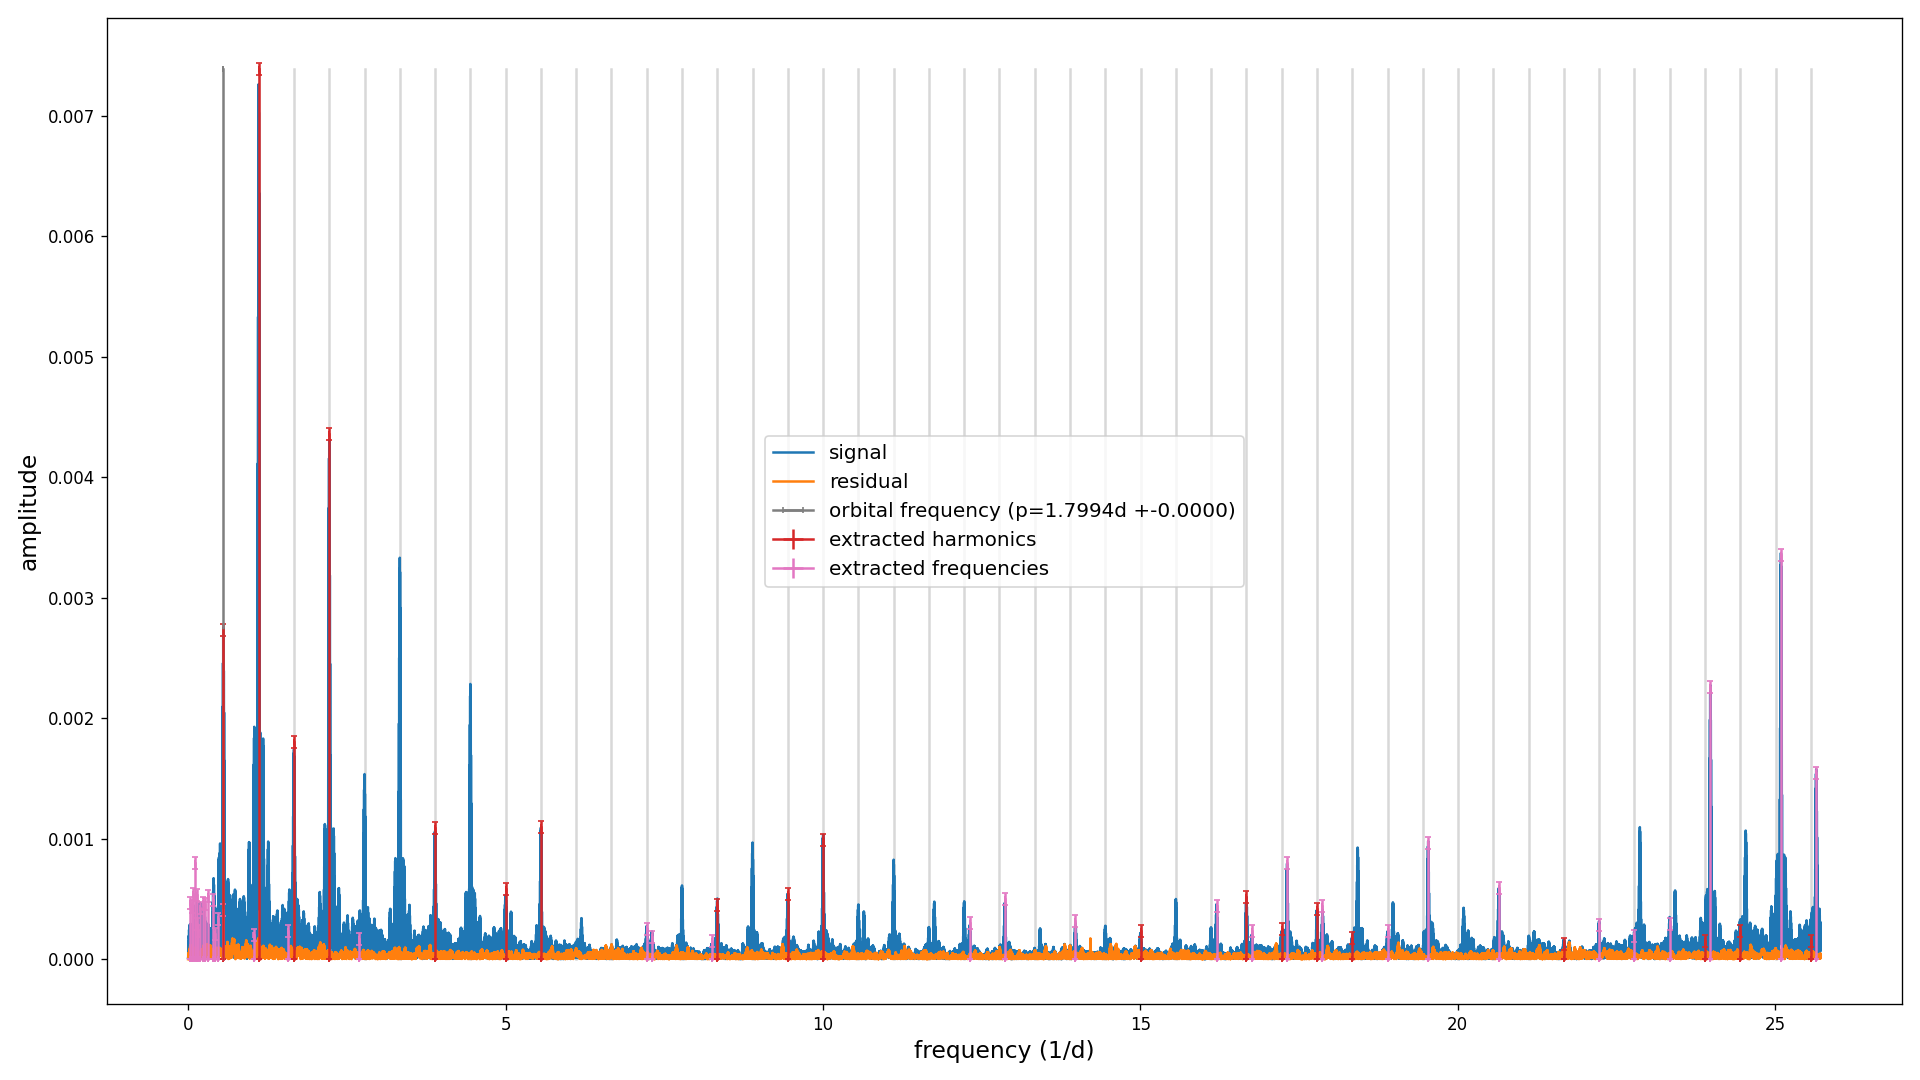 0.007
0.006
0.005
0.004
0.003
0.002
0.001
0.000
amplitude
signal
residual
orbital frequency (p=1.7994d +-0.0000)
extracted harmonics
extracted frequencies
0 5 10 15 20 25
frequency (1/d)